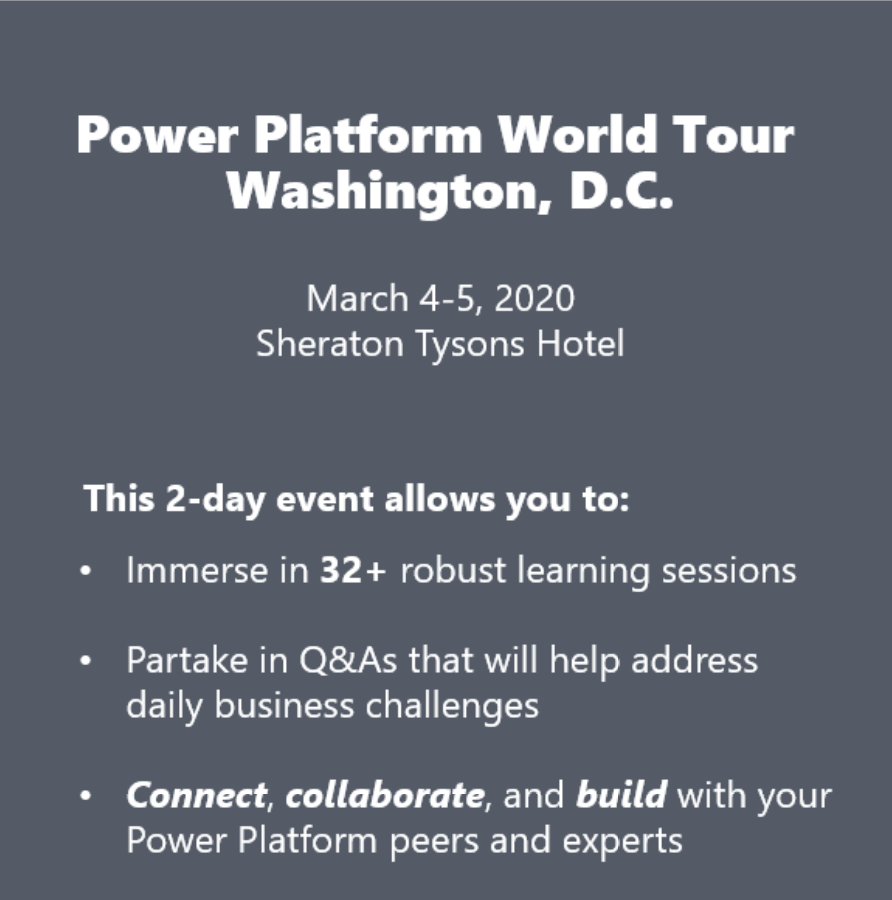 Power Platform World Tour
Washington, D.C.
March 4-5, 2020
Sheraton Tysons Hotel
This 2-day event allows you to:
• Immerse in 32+ robust learning sessions
• Partake in Q&As that will help address
daily business challenges
• Connect, collaborate, and build with your
Power Platform peers and experts